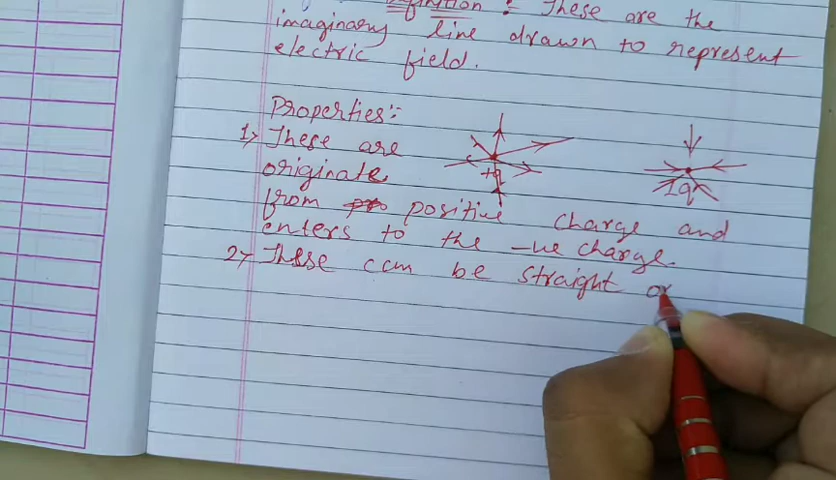 Definition : These are the
imaginary line drawn to represent
electric field.
Properties:-
1) These are
originate
+q
-q
from positive charge and
enters to the -ve charge.
2) These can be straight or